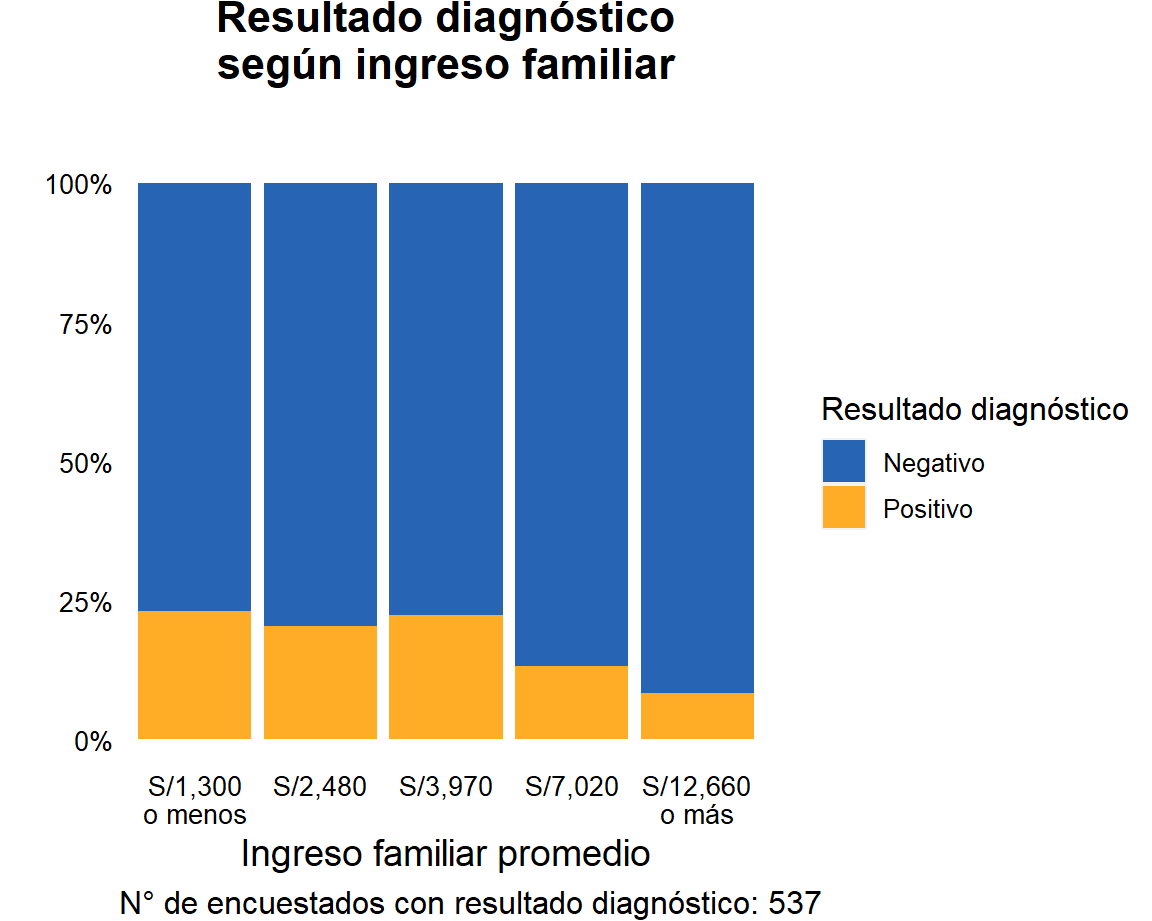 Resultado diagnóstico
según ingreso familiar
100%
75%
50%
25%
0%
Resultado diagnóstico
Negativo
Positivo
S/1,300
o menos
S/2,480
S/3,970
S/7,020
S/12,660
o más
Ingreso familiar promedio
N° de encuestados con resultado diagnóstico: 537